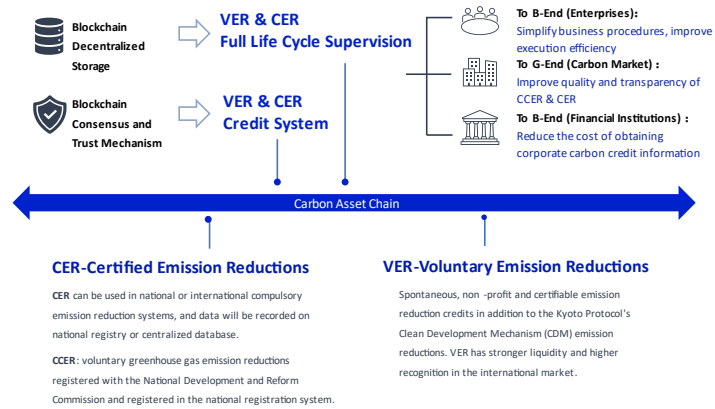 Blockchain
Decentralized
Storage
VER & CER
Full Life Cycle Supervision
To B-End (Enterprises):
Simplify business procedures, improve
execution efficiency
To G-End (Carbon Market) :
Improve quality and transparency of
CCER & CER
To B-End (Financial Institutions) :
Reduce the cost of obtaining
corporate carbon credit information
Blockchain
Consensus and
Trust Mechanism
VER & CER
Credit System
Carbon Asset Chain
CER-Certified Emission Reductions
CER can be used in national or international compulsory
emission reduction systems, and data will be recorded on
national registry or centralized database.
CCER: voluntary greenhouse gas emission reductions
registered with the National Development and Reform
Commission and registered in the national registration system.
VER-Voluntary Emission Reductions
Spontaneous, non -profit and certifiable emission
reduction credits in addition to the Kyoto Protocol's
Clean Development Mechanism (CDM) emission
reductions. VER has stronger liquidity and higher
recognition in the international market.